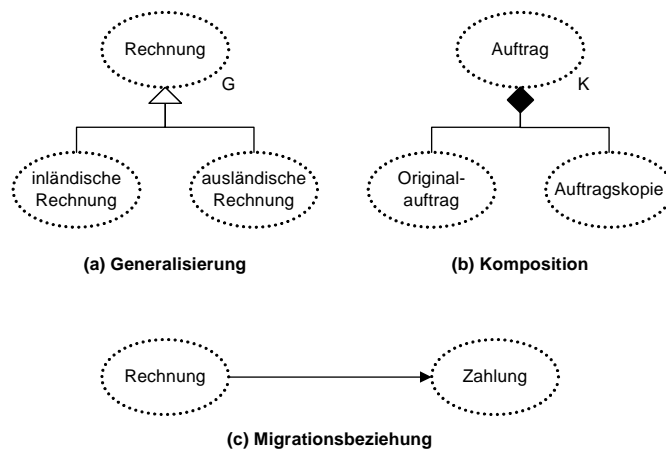 Rechnung
G
inländische
Rechnung
ausländische
Rechnung
(a) Generalisierung
Auftrag
K
Original-
auftrag
Auftragskopie
(b) Komposition
Rechnung
Zahlung
(c) Migrationsbeziehung